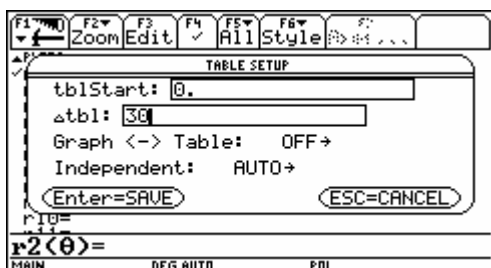 F1 F2 F3 F4 F5 F6 F7
Zoom Edit ✓ All Style
TABLE SETUP
tblStart: 0.
△tbl: 30
Graph <-> Table: OFF→
Independent: AUTO→
Enter=SAVE ESC=CANCEL
r10=
r2(θ)=
MAIN DEG AUTO POL